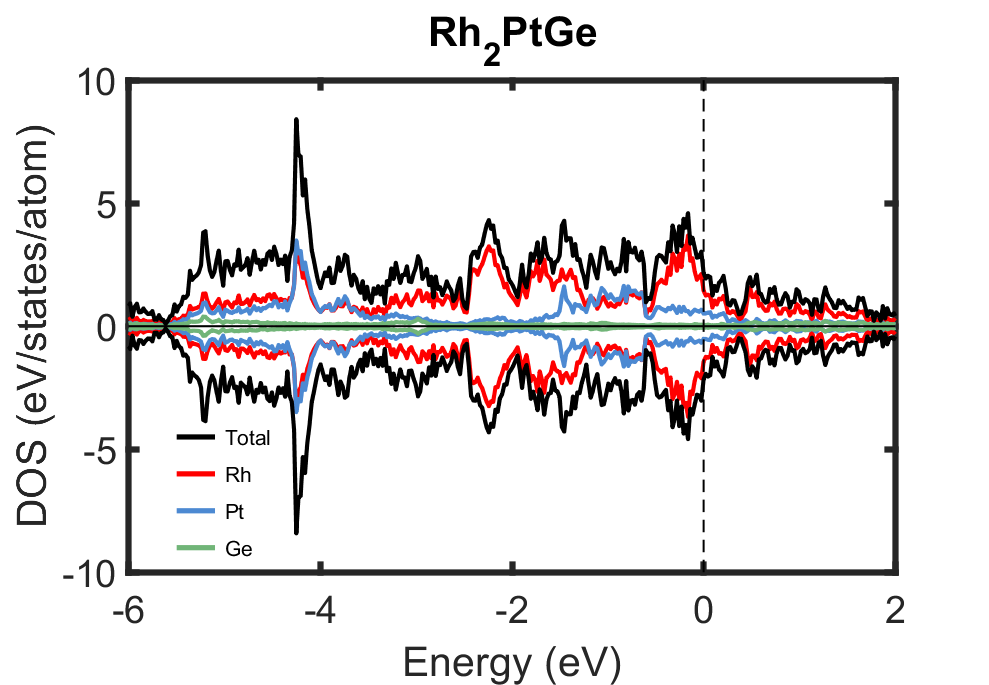 Rh2PtGe
10
5
0
-5
-10
DOS (eV/states/atom)
Total
Rh
Pt
Ge
-6 -4 -2 0 2
Energy (eV)